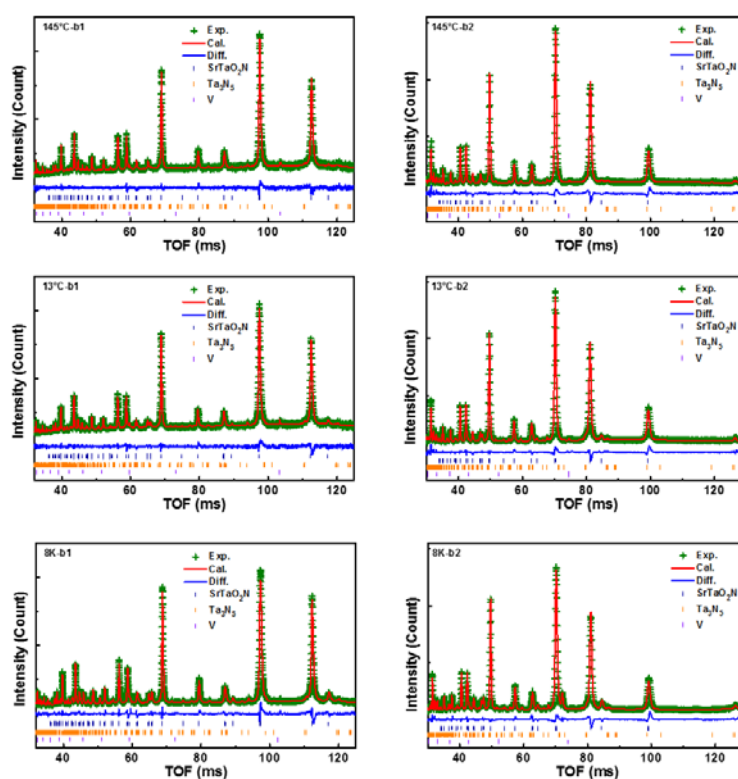 145°C-b1
Exp.
Cal.
Diff.
SrTaO2N
Ta3N5
V
Intensity (Count)
40 60 80 100 120
TOF (ms)
145°C-b2
Exp.
Cal.
Diff.
SrTaO2N
Ta3N5
V
Intensity (Count)
40 60 80 100 120
TOF (ms)
13°C-b1
Exp.
Cal.
Diff.
SrTaO2N
Ta3N5
V
Intensity (Count)
40 60 80 100 120
TOF (ms)
13°C-b2
Exp.
Cal.
Diff.
SrTaO2N
Ta3N5
V
Intensity (Count)
40 60 80 100 120
TOF (ms)
8K-b1
Exp.
Cal.
Diff.
SrTaO2N
Ta3N5
V
Intensity (Count)
40 60 80 100 120
TOF (ms)
8K-b2
Exp.
Cal.
Diff.
SrTaO2N
Ta3N5
V
Intensity (Count)
40 60 80 100 120
TOF (ms)